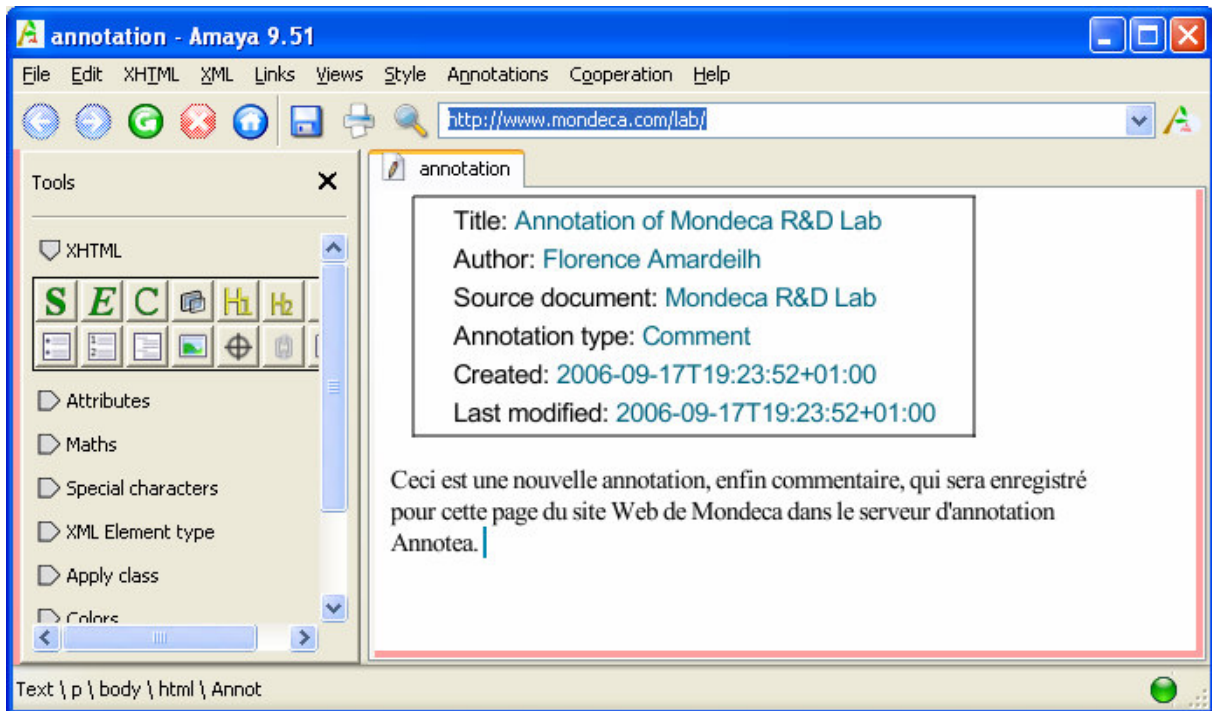 annotation - Amaya 9.51
File Edit XHTML XML Links Views Style Annotations Cooperation Help
http://www.mondeca.com/lab/
Tools
annotation
XHTML
S E C H1 H2
Attributes
Maths
Special characters
XML Element type
Apply class
Colors
Title: Annotation of Mondeca R&D Lab
Author: Florence Amardeilh
Source document: Mondeca R&D Lab
Annotation type: Comment
Created: 2006-09-17T19:23:52+01:00
Last modified: 2006-09-17T19:23:52+01:00
Ceci est une nouvelle annotation, enfin commentaire, qui sera enregistré
pour cette page du site Web de Mondeca dans le serveur d'annotation
Annotea.
Text \ p \ body \ html \ Annot